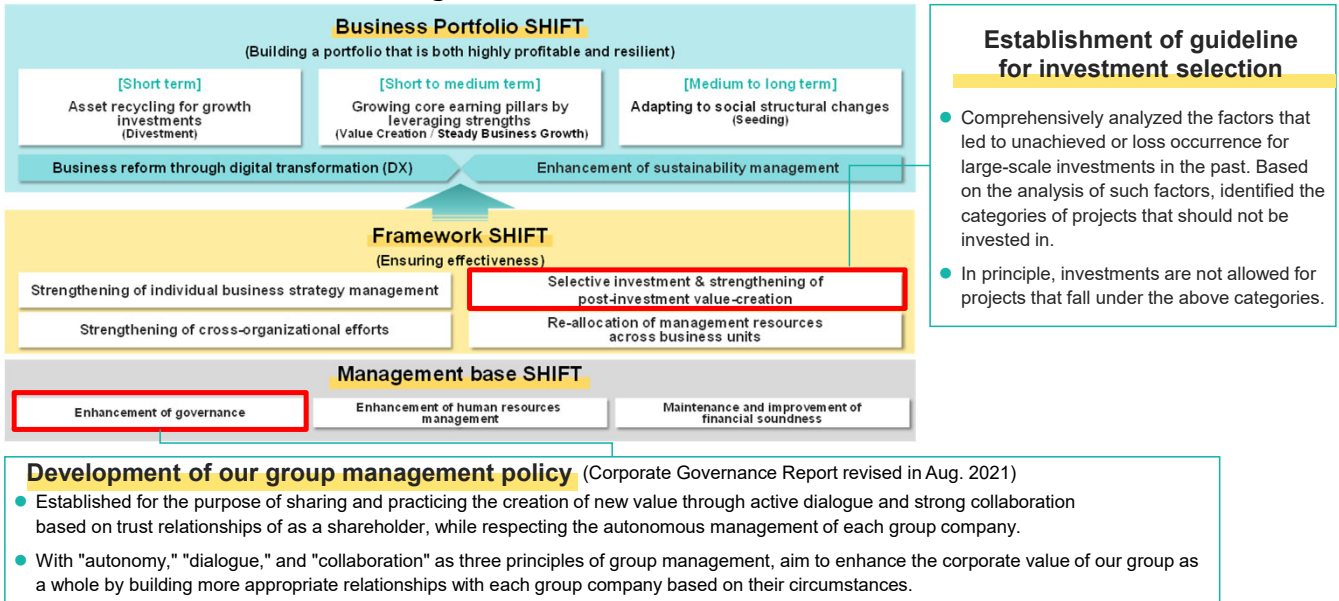 Business Portfolio SHIFT
(Building a portfolio that is both highly profitable and resilient)
[Short term]
Asset recycling for growth
investments
(Divestment)
[Short to medium term]
Growing core earning pillars by
leveraging strengths
(Value Creation / Steady Business Growth)
[Medium to long term]
Adapting to social structural changes
(Seeding)
Business reform through digital transformation (DX)
Enhancement of sustainability management
Framework SHIFT
(Ensuring effectiveness)
Strengthening of individual business strategy management
Selective investment & strengthening of
post-investment value-creation
Strengthening of cross-organizational efforts
Re-allocation of management resources
across business units
Management base SHIFT
Enhancement of governance
Enhancement of human resources
management
Maintenance and improvement of
financial soundness
Establishment of guideline
for investment selection
● Comprehensively analyzed the factors that
led to unachieved or loss occurrence for
large-scale investments in the past. Based
on the analysis of such factors, identified the
categories of projects that should not be
invested in.
● In principle, investments are not allowed for
projects that fall under the above categories.
Development of our group management policy (Corporate Governance Report revised in Aug. 2021)
● Established for the purpose of sharing and practicing the creation of new value through active dialogue and strong collaboration
based on trust relationships of as a shareholder, while respecting the autonomous management of each group company.
● With "autonomy," "dialogue," and "collaboration" as three principles of group management, aim to enhance the corporate value of our group as
a whole by building more appropriate relationships with each group company based on their circumstances.